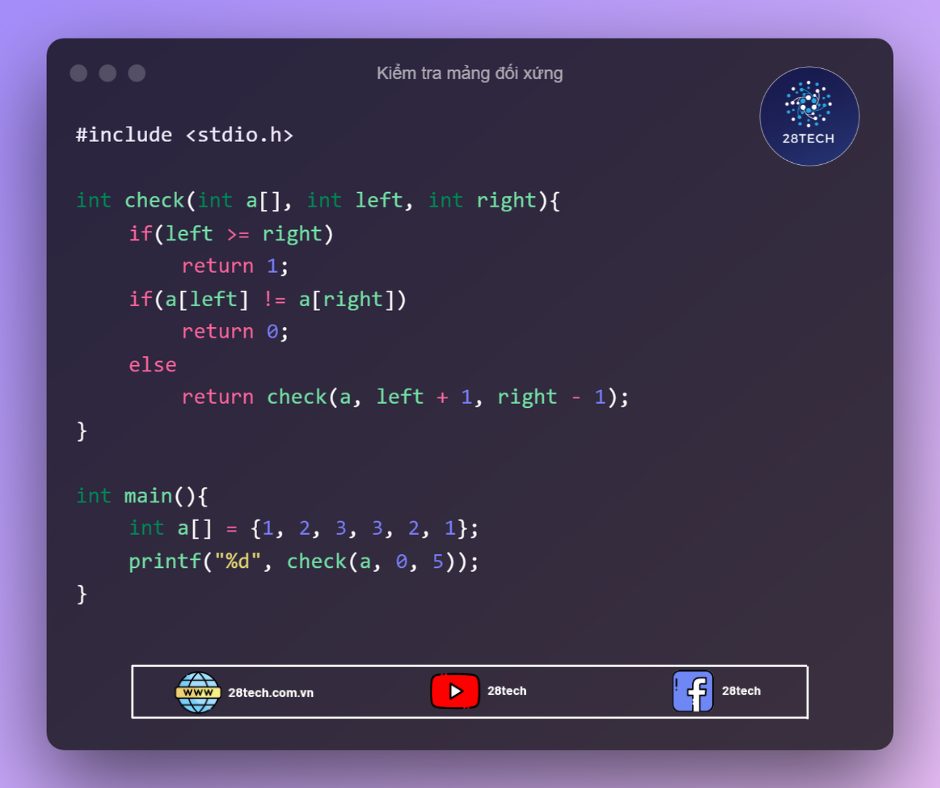 Kiểm tra mảng đối xứng
28TECH
#include <stdio.h>
int check(int a[], int left, int right){
if(left >= right)
return 1;
if(a[left] != a[right])
return 0;
else
return check(a, left + 1, right - 1);
}
int main(){
int a[] = {1, 2, 3, 3, 2, 1};
printf("%d", check(a, 0, 5));
}
WWW 28tech.com.vn 28tech 28tech